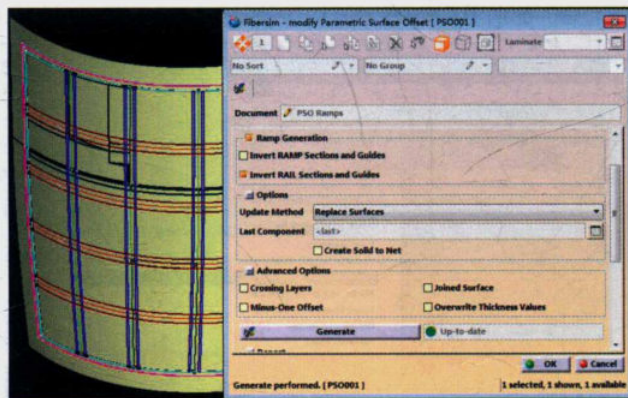 Fibersim - modify Parametric Surface Offset [ PSO001 ]
1 Laminate
No Sort No Group
Document PSO Ramps
Ramp Generation
Invert RAMP Sections and Guides
Invert RAIL Sections and Guides
Options
Update Method Replace Surfaces
Last Component <last>
Create Solid to Net
Advanced Options
Crossing Layers Joined Surface
Minus-One Offset Overwrite Thickness Values
Generate Up-to-date
OK Cancel
Generate performed. [ PSO001 ] 1 selected, 1 shown, 1 available